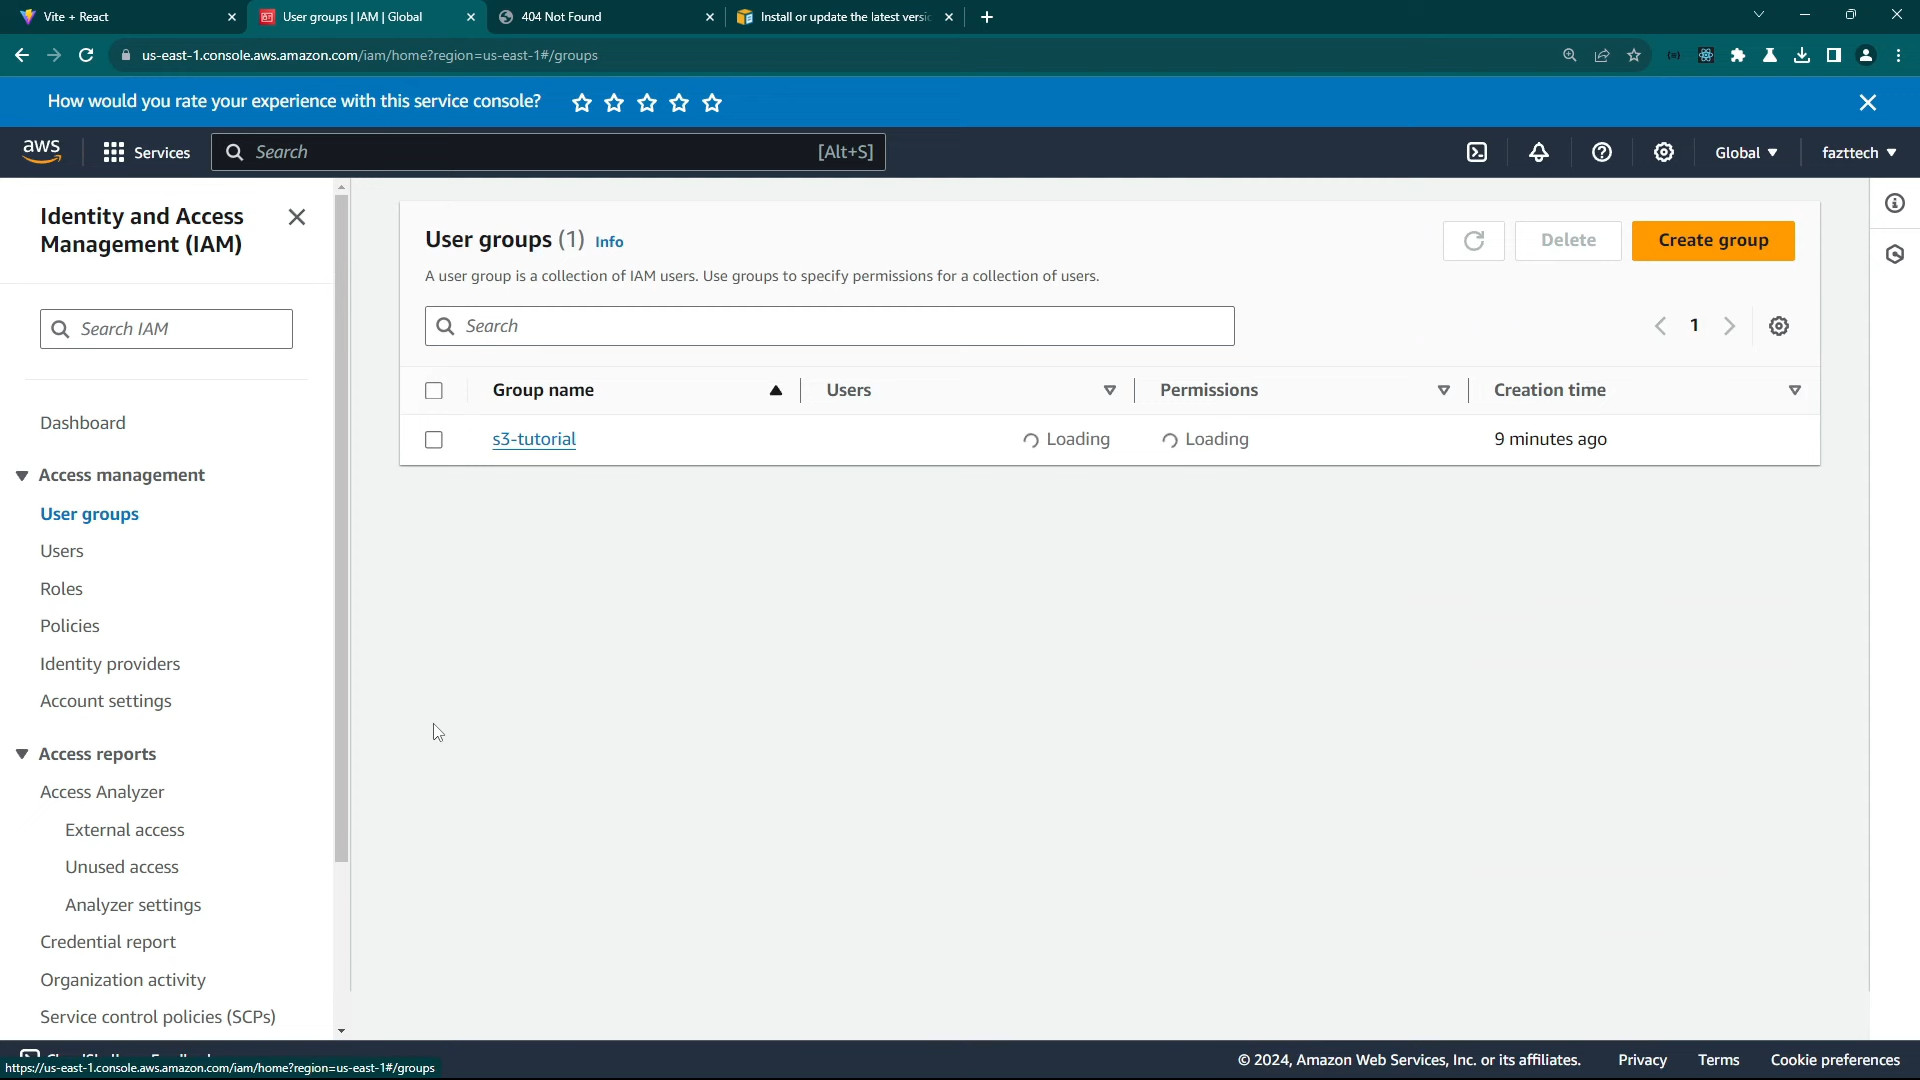 Vite + React
User groups | IAM | Global
404 Not Found
Install or update the latest versi
us-east-1.console.aws.amazon.com/iam/home?region=us-east-1#/groups
How would you rate your experience with this service console?
aws
Services
Search
[Alt+S]
Global
fazttech
Identity and Access
Management (IAM)
Search IAM
Dashboard
Access management
User groups
Users
Roles
Policies
Identity providers
Account settings
Access reports
Access Analyzer
External access
Unused access
Analyzer settings
Credential report
Organization activity
Service control policies (SCPs)
User groups (1) Info
A user group is a collection of IAM users. Use groups to specify permissions for a collection of users.
Delete
Create group
Search
1
Group name
Users
Permissions
Creation time
s3-tutorial
Loading
Loading
9 minutes ago
https://us-east-1.console.aws.amazon.com/iam/home?region=us-east-1#/groups
© 2024, Amazon Web Services, Inc. or its affiliates.
Privacy
Terms
Cookie preferences